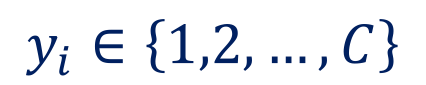 yᵢ ∈ {1,2, … , C}